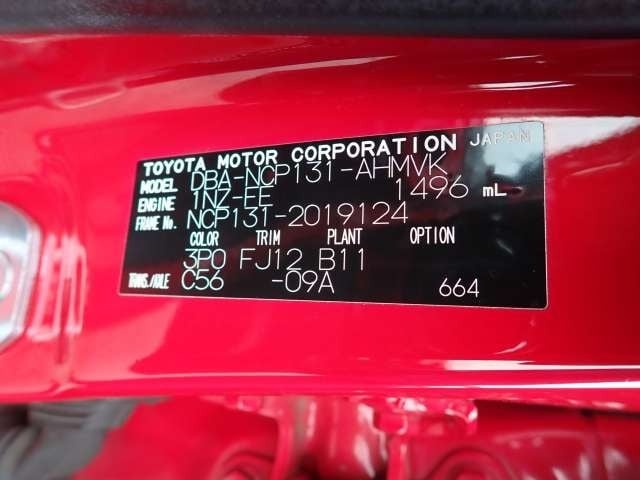 TOYOTA MOTOR CORPORATION JAPAN
MODEL DBA-NCP131-AHMVK
ENGINE 1NZ-FE 1496 mL
FRAME No. NCP131-2019124
COLOR TRIM PLANT OPTION
3P0 FJ12 B11
TRANS./AXLE C56 -09A 664